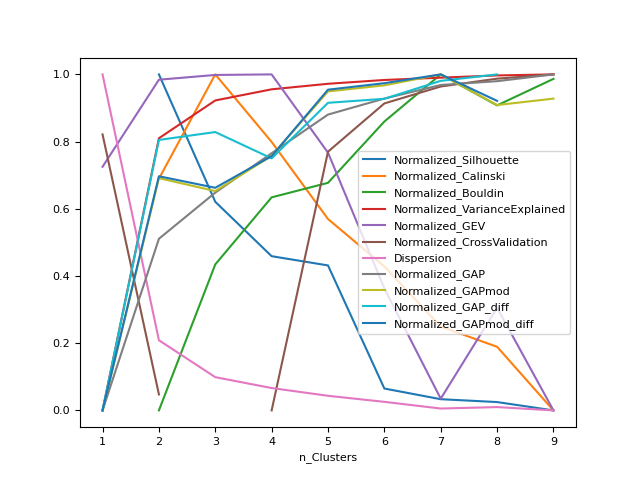 1.0
0.8
0.6
0.4
0.2
0.0
Normalized_Silhouette
Normalized_Calinski
Normalized_Bouldin
Normalized_VarianceExplained
Normalized_GEV
Normalized_CrossValidation
Dispersion
Normalized_GAP
Normalized_GAPmod
Normalized_GAP_diff
Normalized_GAPmod_diff
1 2 3 4 5 6 7 8 9
n_Clusters